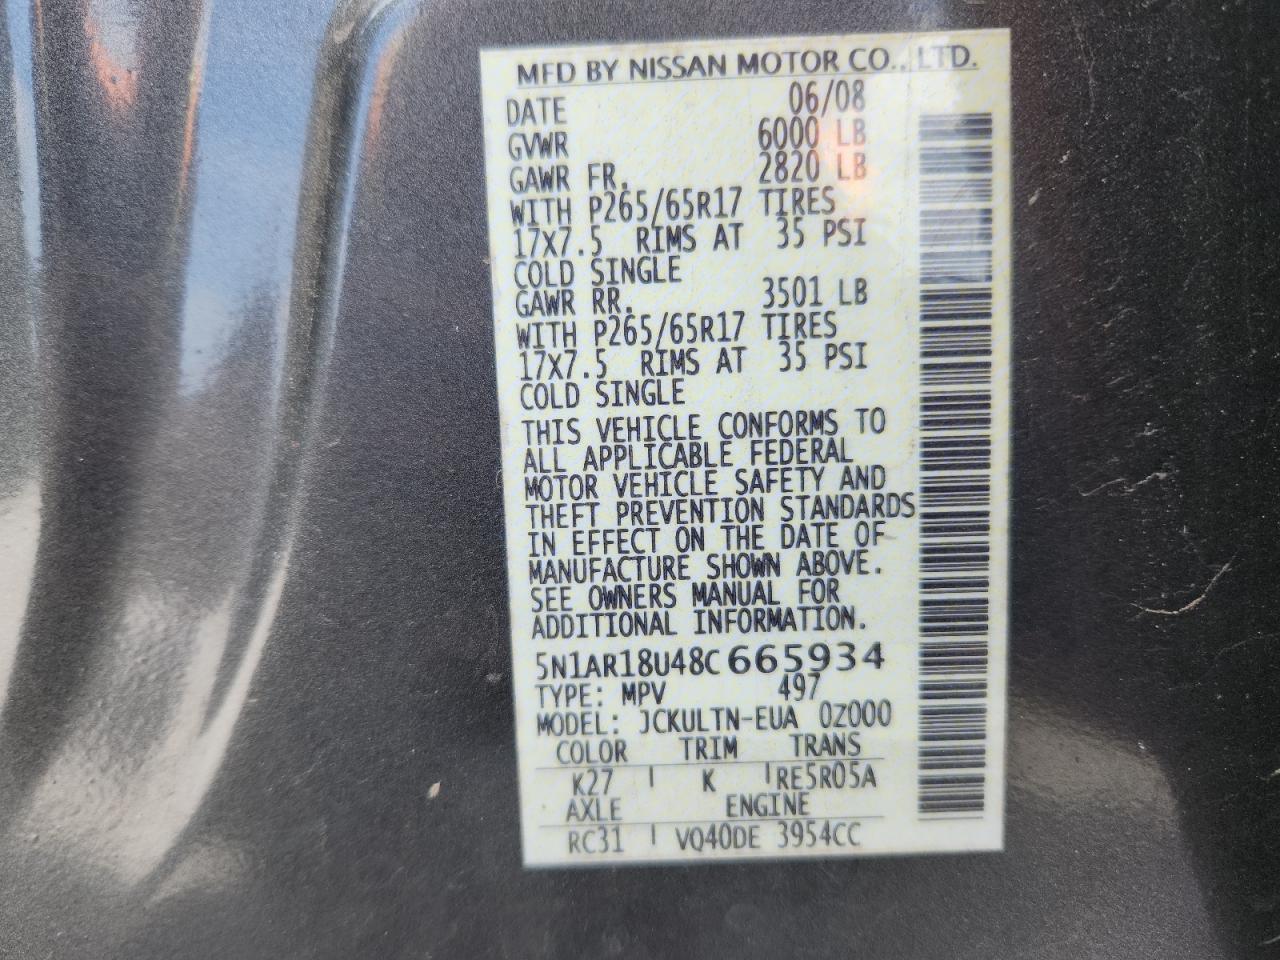 MFD BY NISSAN MOTOR CO., LTD.
DATE 06/08
GVWR 6000 LB
GAWR FR. 2820 LB
WITH P265/65R17 TIRES
17X7.5 RIMS AT 35 PSI
COLD SINGLE
GAWR RR. 3501 LB
WITH P265/65R17 TIRES
17X7.5 RIMS AT 35 PSI
COLD SINGLE
THIS VEHICLE CONFORMS TO
ALL APPLICABLE FEDERAL
MOTOR VEHICLE SAFETY AND
THEFT PREVENTION STANDARDS
IN EFFECT ON THE DATE OF
MANUFACTURE SHOWN ABOVE.
SEE OWNERS MANUAL FOR
ADDITIONAL INFORMATION.
5N1AR18U48C665934
TYPE: MPV 497
MODEL: JCKULTN-EUA 0Z000
COLOR TRIM TRANS
K27 K RE5R05A
AXLE ENGINE
RC31 VQ40DE 3954CC